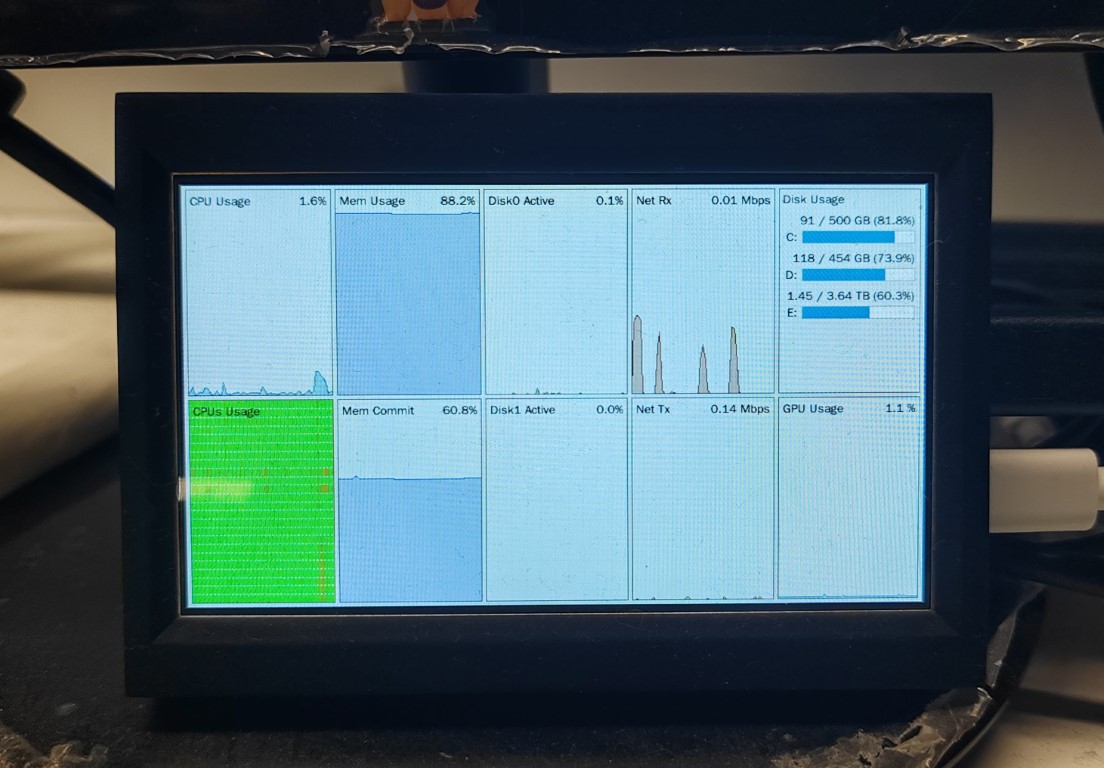 CPU Usage 1.6%
Mem Usage 88.2%
Disk0 Active 0.1%
Net Rx 0.01 Mbps
Disk Usage
91 / 500 GB (81.8%)
C:
118 / 454 GB (73.9%)
D:
1.45 / 3.64 TB (60.3%)
E:
CPUs Usage
Mem Commit 60.8%
Disk1 Active 0.0%
Net Tx 0.14 Mbps
GPU Usage 1.1 %